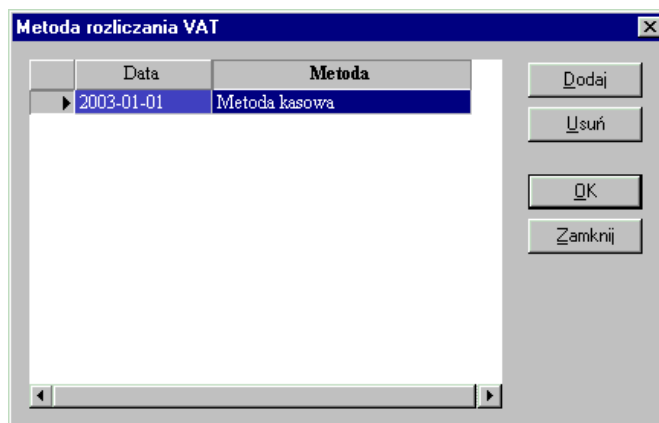 Metoda rozliczania VAT
Data Metoda
2003-01-01 Metoda kasowa
Dodaj
Usuń
OK
Zamknij